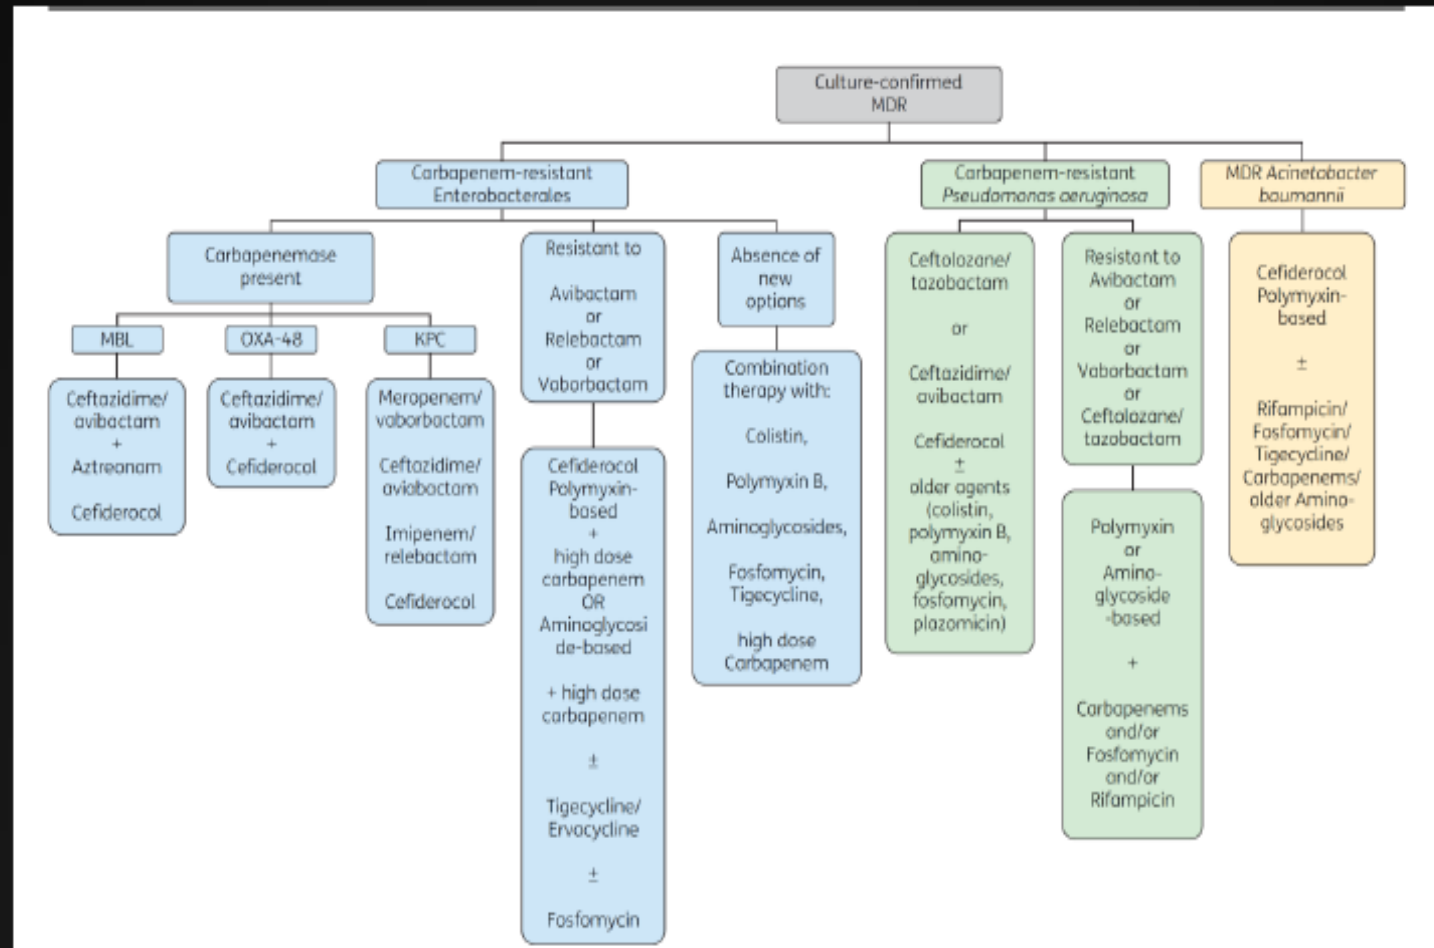 Culture-confirmed
MDR
Carbapenem-resistant
Enterobacterales
Carbapenem-resistant
Pseudomonas aeruginosa
MDR Acinetobacter
baumannii
Carbapenemase
present
MBL
OXA-48
KPC
Ceftazidime/
avibactam
+
Aztreonam
Cefiderocol
Ceftazidime/
avibactam
+
Cefiderocol
Meropenem/
vaborbactam
Ceftazidime/
aviabactam
Imipenem/
relebactam
Cefiderocol
Resistant to
Avibactam
or
Relebactam
or
Vaborbactam
Cefiderocol
Polymyxin-
based
+
high dose
carbapenem
OR
Aminoglycosi
de-based
+ high dose
carbapenem
±
Tigecycline/
Ervacycline
±
Fosfomycin
Absence of
new
options
Combination
therapy with:
Colistin,
Polymyxin B,
Aminoglycosides,
Fosfomycin,
Tigecycline,
high dose
Carbapenem
Ceftolozane/
tazobactam
or
Ceftazidime/
avibactam
Cefiderocol
±
older agents
(colistin,
polymyxin B,
amino-
glycosides,
fosfomycin,
plazomicin)
Resistant to
Avibactam
or
Relebactam
or
Vaborbactam
or
Ceftolazane/
tazobactam
Polymyxin
or
Amino-
glycoside
-based
+
Carbapenems
and/or
Fosfomycin
and/or
Rifampicin
Cefiderocol
Polymyxin-
based
±
Rifampicin/
Fosfomycin/
Tigecycline/
Carbapenems/
older Amino-
glycosides